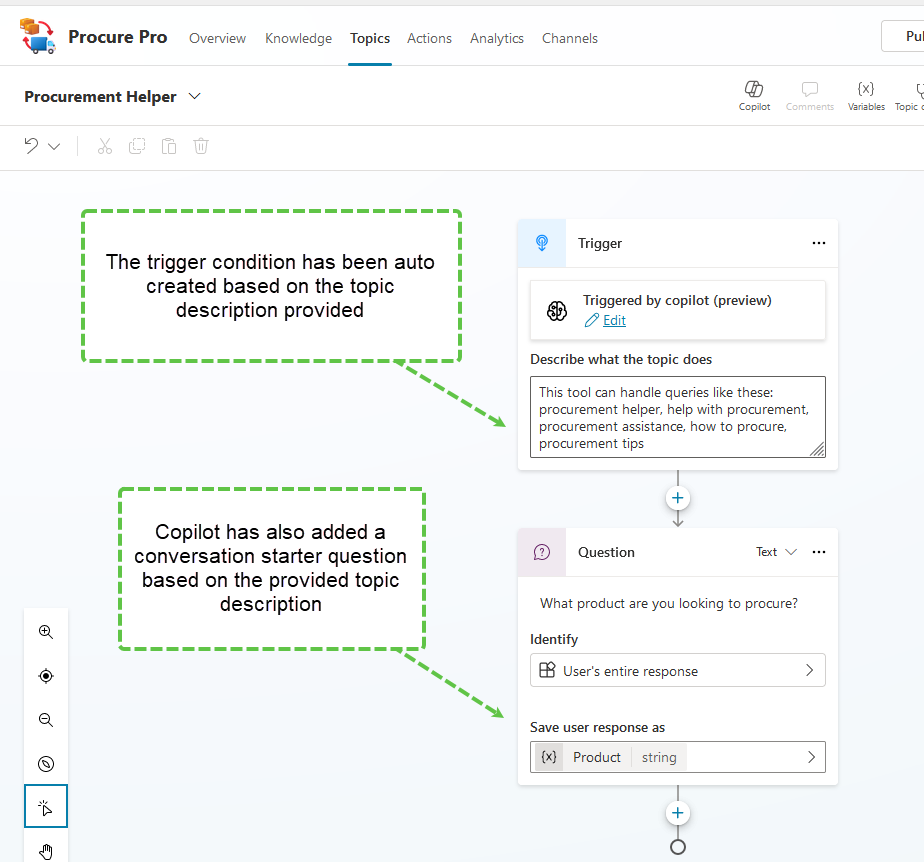 Procure Pro
Overview
Knowledge
Topics
Actions
Analytics
Channels
Procurement Helper
Copilot
Comments
{x}
Variables
Topic
The trigger condition has been auto
created based on the topic
description provided
Trigger
...
Triggered by copilot (preview)
Edit
Describe what the topic does
This tool can handle queries like these:
procurement helper, help with procurement,
procurement assistance, how to procure,
procurement tips
Copilot has also added a
conversation starter question
based on the provided topic
description
Question
Text
...
What product are you looking to procure?
Identify
User's entire response
Save user response as
{x} Product string